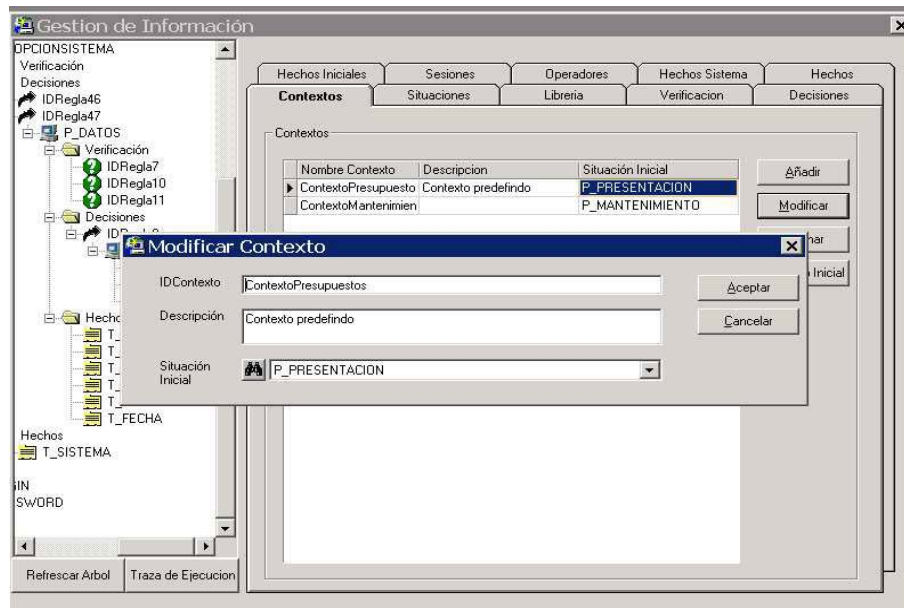 Gestion de Información
OPCIONSISTEMA
Verificación
Decisiones
IDRegla46
IDRegla47
P_DATOS
Verificación
IDRegla7
IDRegla10
IDRegla11
Decisiones
T_FECHA
Hechos
T_SISTEMA
SWORD
Refrescar Arbol
Traza de Ejecucion
Hechos Iniciales
Sesiones
Operadores
Hechos Sistema
Hechos
Contextos
Situaciones
Libreria
Verificacion
Decisiones
Contextos
Nombre Contexto Descripcion Situación Inicial
ContextoPresupuesto Contexto predefindo P_PRESENTACION
ContextoMantenimien P_MANTENIMIENTO
Añadir
Modificar
Inicial
Modificar Contexto
IDContexto ContextoPresupuestos
Descripción Contexto predefindo
Situación
Inicial
P_PRESENTACION
Aceptar
Cancelar